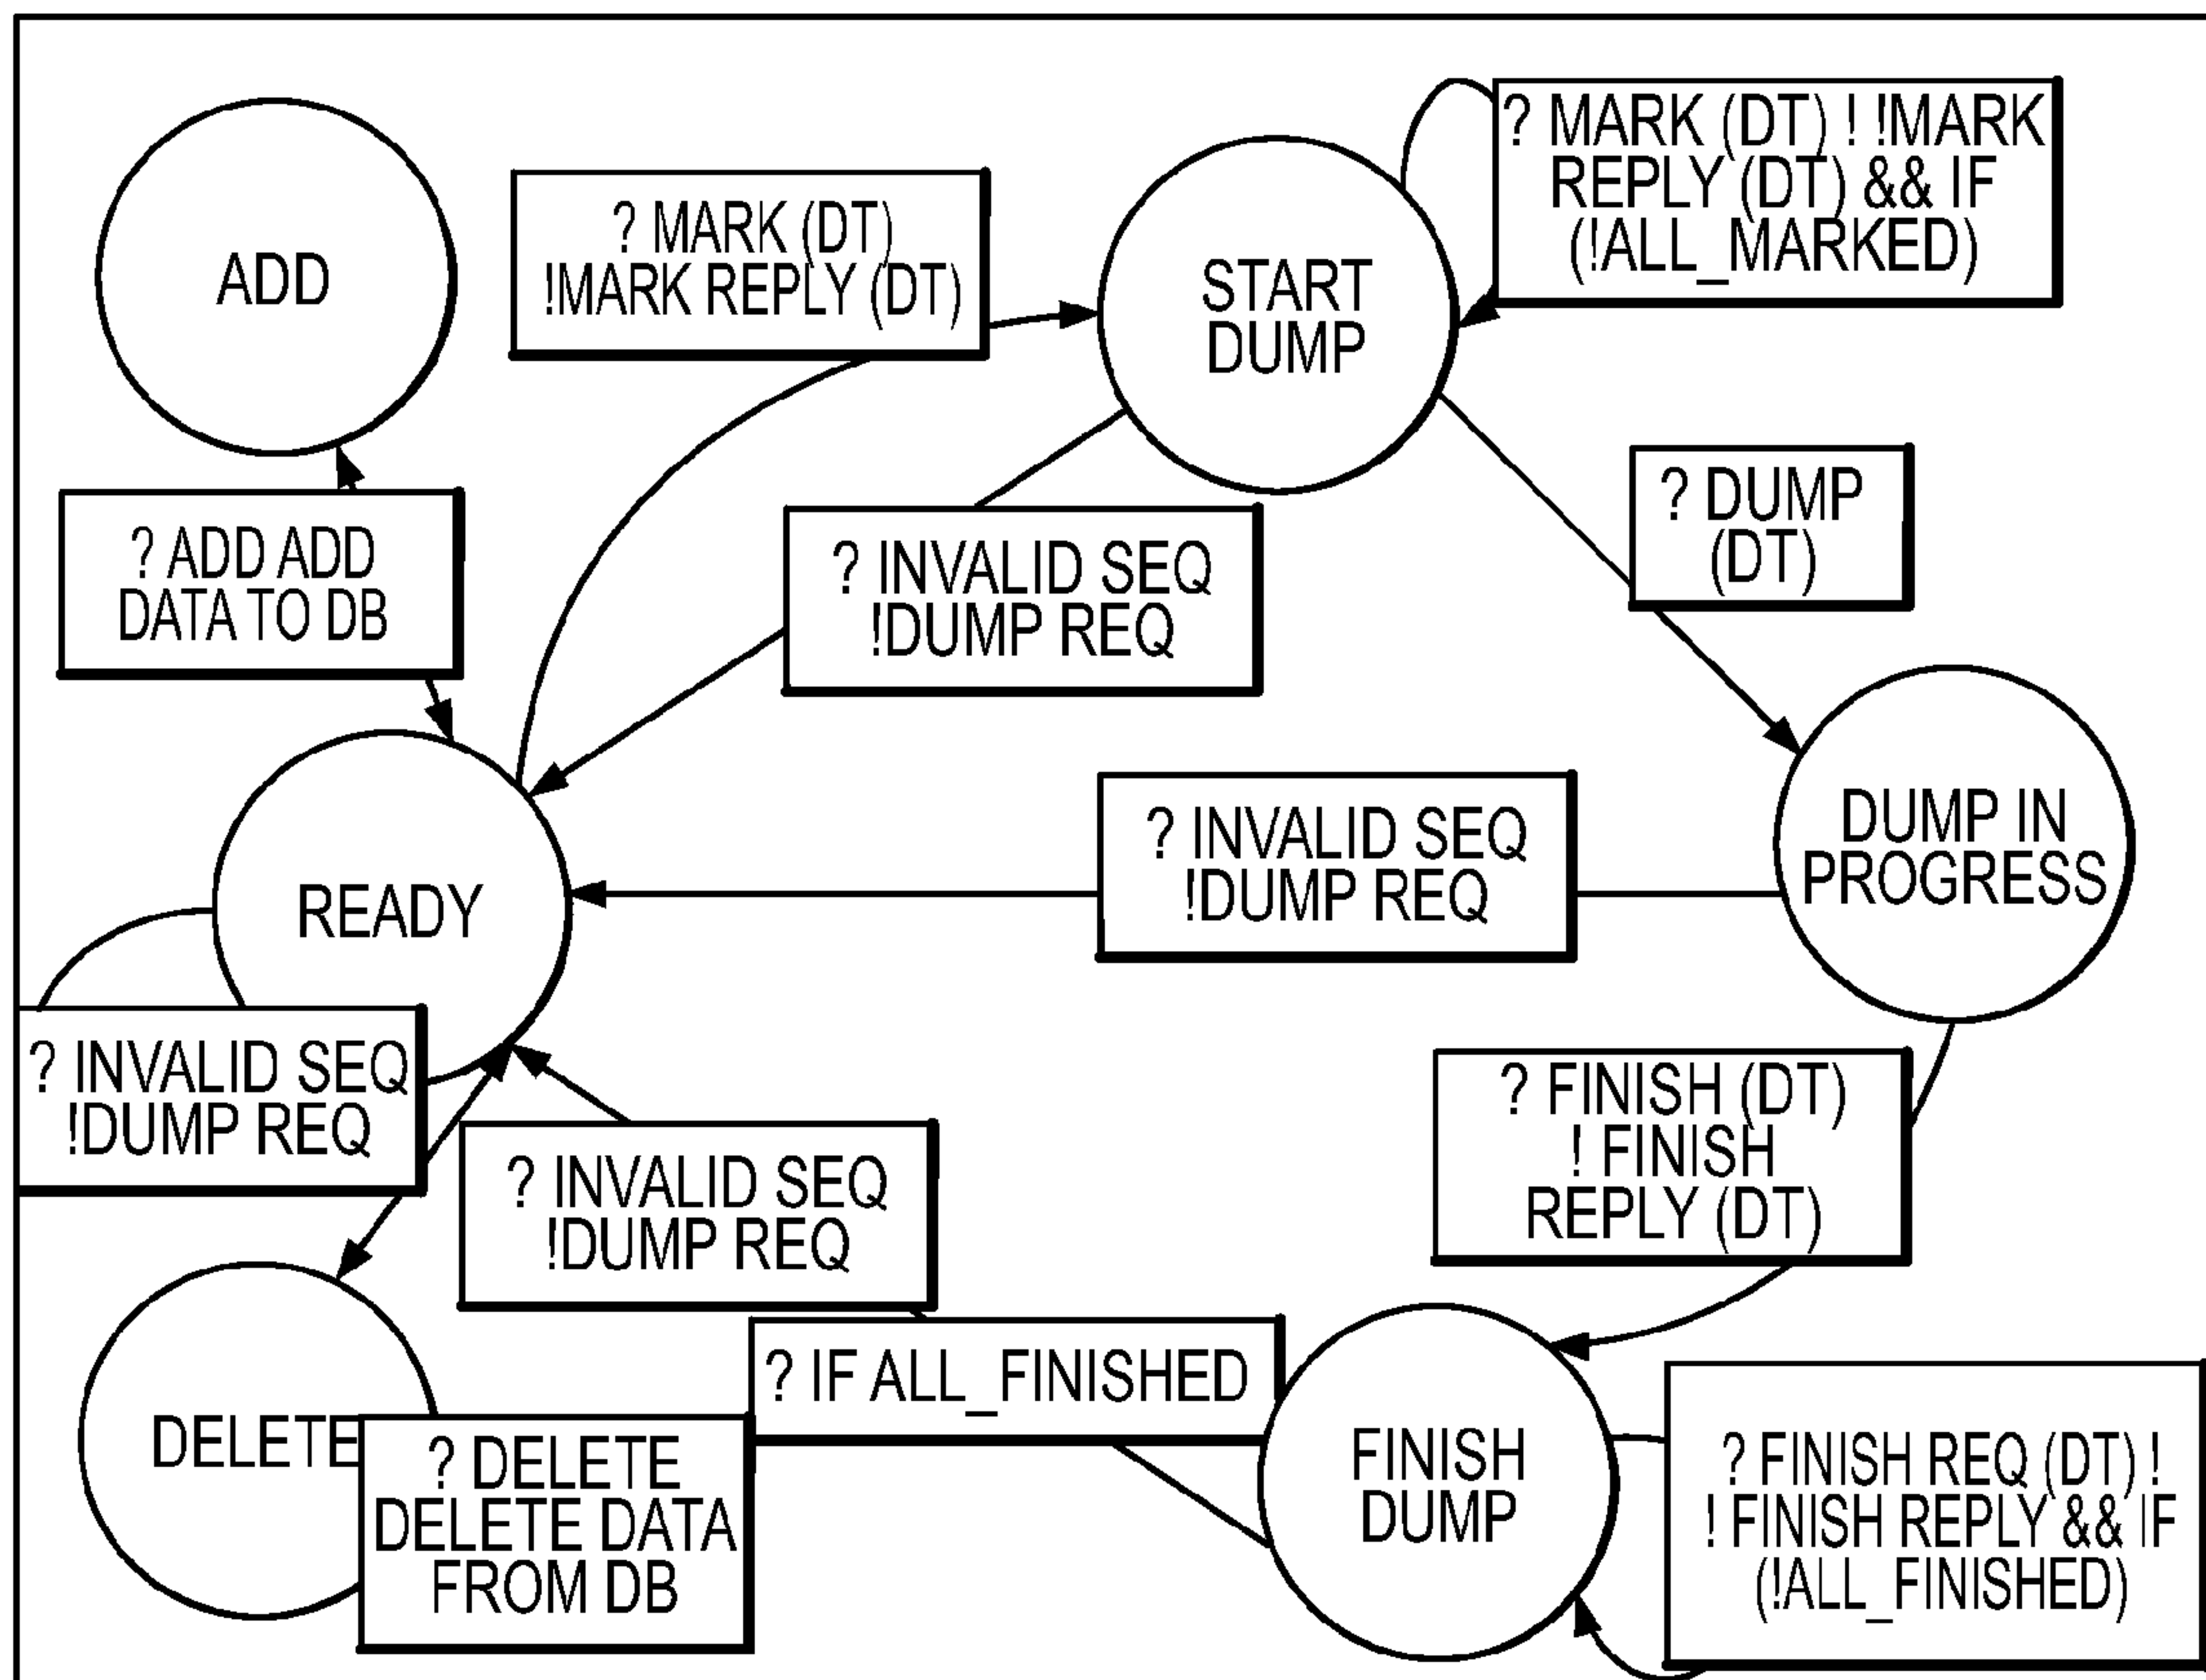 ADD
? MARK (DT)
!MARK REPLY (DT)
START
DUMP
? MARK (DT) ! !MARK
REPLY (DT) && IF
(!ALL_MARKED)
? ADD ADD
DATA TO DB
? INVALID SEQ
!DUMP REQ
? DUMP
(DT)
READY
? INVALID SEQ
!DUMP REQ
DUMP IN
PROGRESS
? INVALID SEQ
!DUMP REQ
? INVALID SEQ
!DUMP REQ
? FINISH (DT)
! FINISH
REPLY (DT)
DELETE
? DELETE
DELETE DATA
FROM DB
? IF ALL_FINISHED
FINISH
DUMP
? FINISH REQ (DT) !
! FINISH REPLY && IF
(!ALL_FINISHED)